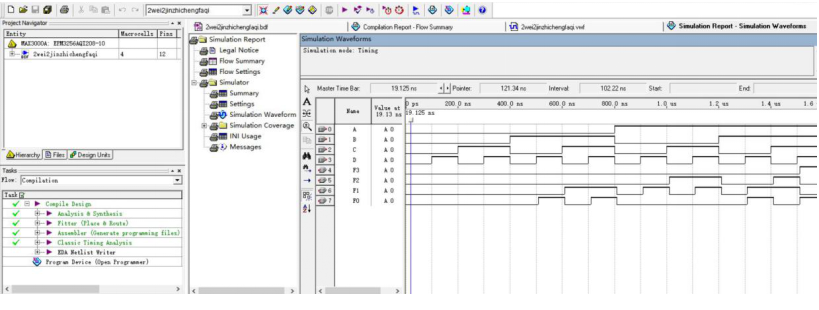 2wei2jinzhichengfaqi
Project Navigator
Entity
Macrocells
Pins
MAX3000A: EPM3256AQI208-10
2wei2jinzhichengfaqi
4
12
Hierarchy
Files
Design Units
Tasks
Flow: Compilation
Task
Compile Design
Analysis & Synthesis
Fitter (Place & Route)
Assembler (Generate programming files)
Classic Timing Analysis
EDA Netlist Writer
Program Device (Open Programmer)
2wei2jinzhichengfaqi.bdf
Compilation Report - Flow Summary
2wei2jinzhichengfaqi.vwf
Simulation Report - Simulation Waveforms
Simulation Report
Legal Notice
Flow Summary
Flow Settings
Simulator
Summary
Settings
Simulation Waveform
Simulation Coverage
INI Usage
Messages
Simulation Waveforms
Simulation mode: Timing
Master Time Bar:
19.125 ns
Pointer:
121.34 ns
Interval:
102.22 ns
Start:
End:
Name
Value at
19.13 ns
0 ps
200.0 ns
400.0 ns
600.0 ns
800.0 ns
1.0 us
1.2 us
1.4 us
1.6
19.125 ns
0 A A 0
1 B A 0
2 C A 0
3 D A 0
4 F3 A 0
5 F2 A 0
6 F1 A 0
7 F0 A 0